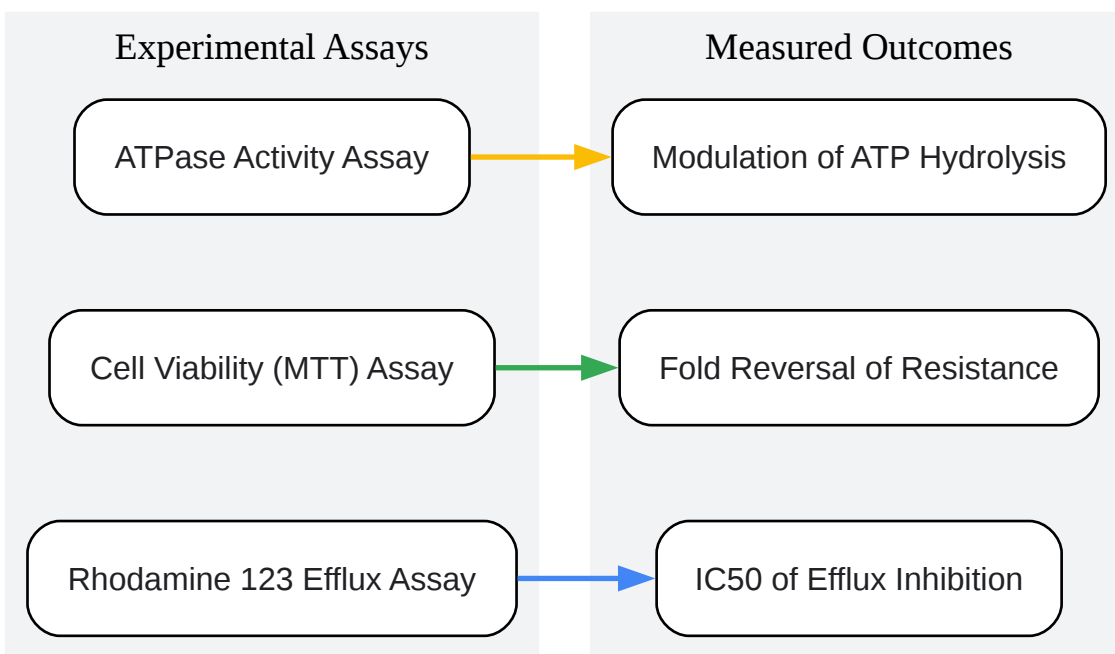 Experimental Assays
Measured Outcomes
ATPase Activity Assay
Modulation of ATP Hydrolysis
Cell Viability (MTT) Assay
Fold Reversal of Resistance
Rhodamine 123 Efflux Assay
IC50 of Efflux Inhibition